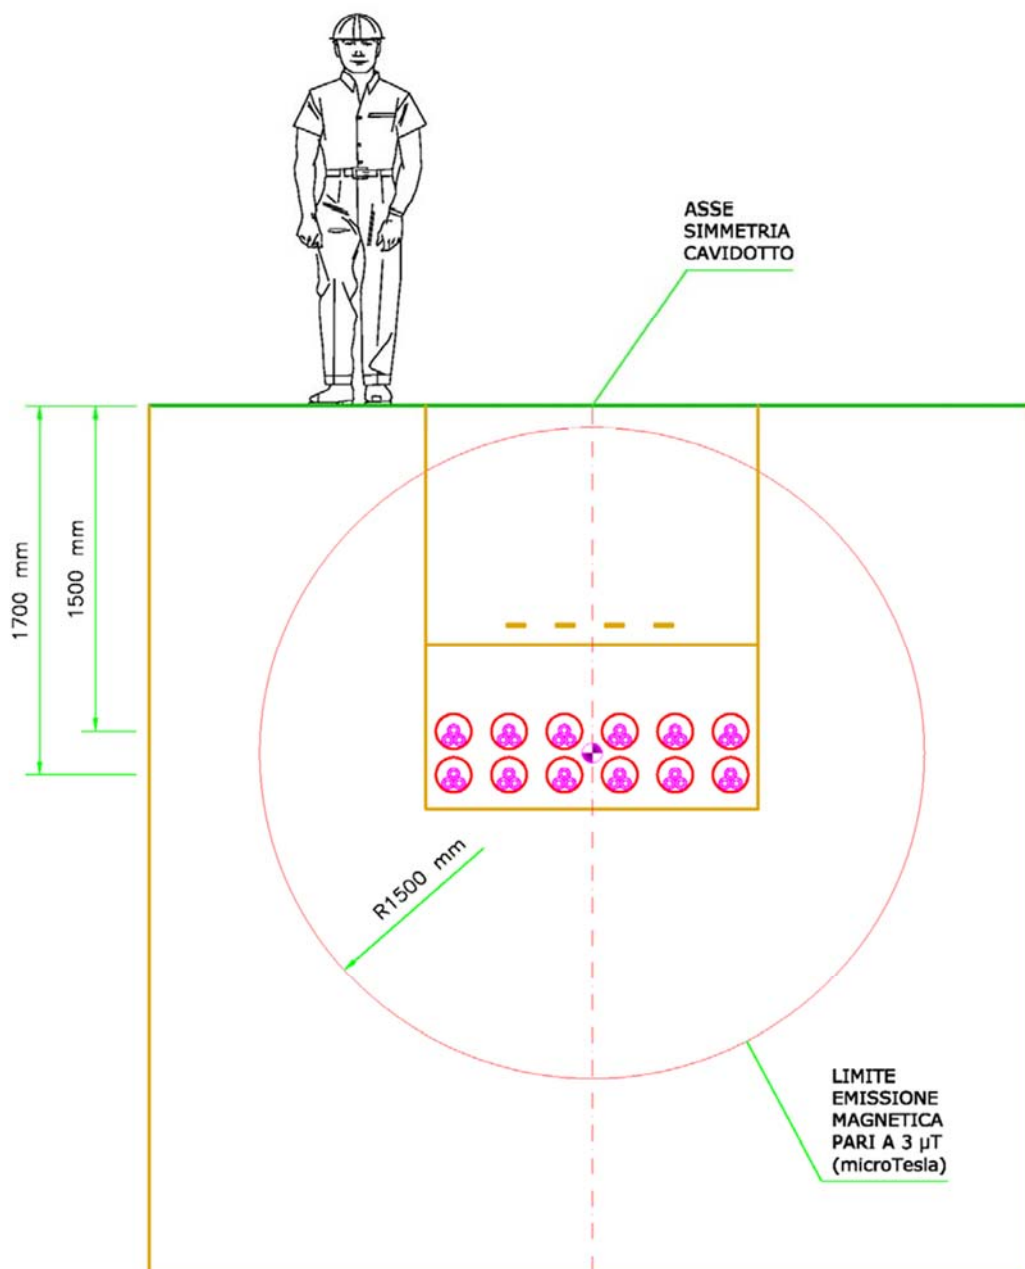 ASSE
SIMMETRIA
CAVIDOTTO
1700 mm
1500 mm
R1500 mm
LIMITE
EMISSIONE
MAGNETICA
PARI A 3 µT
(microTesla)